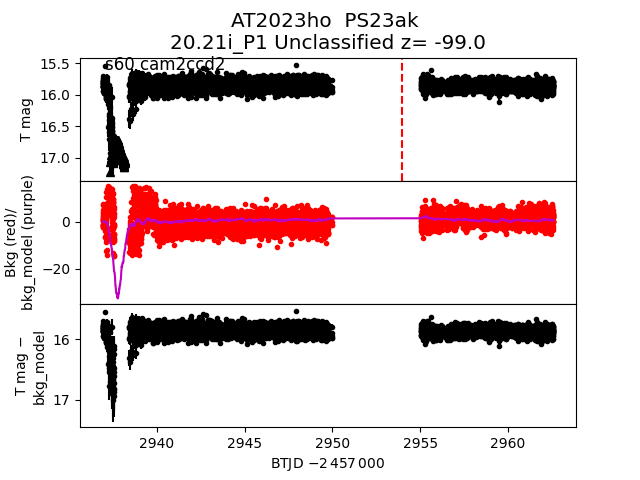 AT2023ho PS23ak
20.21i_P1 Unclassified z= -99.0
s60 cam2ccd2
15.5
16.0
16.5
17.0
T mag
0
−20
Bkg (red)/
bkg_model (purple)
16
17
T mag −
bkg_model
2940
2945
2950
2955
2960
BTJD −2 457 000